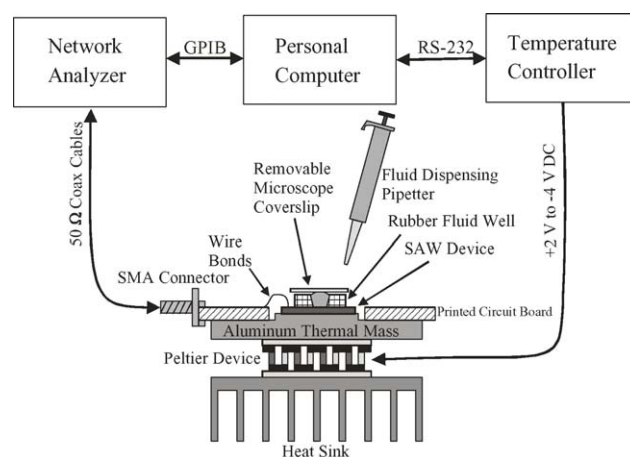 Network
Analyzer
GPIB
Personal
Computer
RS-232
Temperature
Controller
50 Ω Coax Cables
+2 V to -4 V DC
Removable
Microscope
Coverslip
Fluid Dispensing
Pipetter
Rubber Fluid Well
SAW Device
Wire
Bonds
SMA Connector
Printed Circuit Board
Aluminum Thermal Mass
Peltier Device
Heat Sink